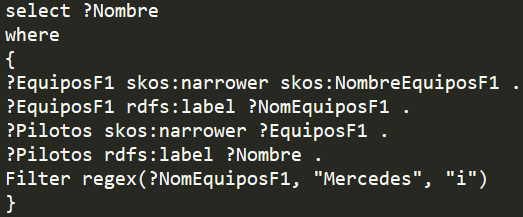 select ?Nombre
where
{
?EquiposF1 skos:narrower skos:NombreEquiposF1 .
?EquiposF1 rdfs:label ?NomEquiposF1 .
?Pilotos skos:narrower ?EquiposF1 .
?Pilotos rdfs:label ?Nombre .
Filter regex(?NomEquiposF1, "Mercedes", "i")
}